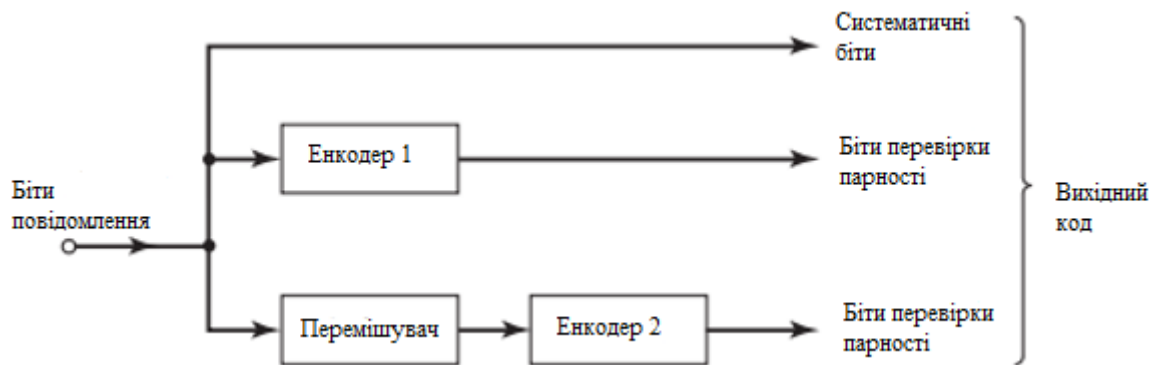 Систематичні
біти
Енкодер 1
Біти перевірки
парності
Біти
повідомлення
Вихідний
код
Перемішувач
Енкодер 2
Біти перевірки
парності